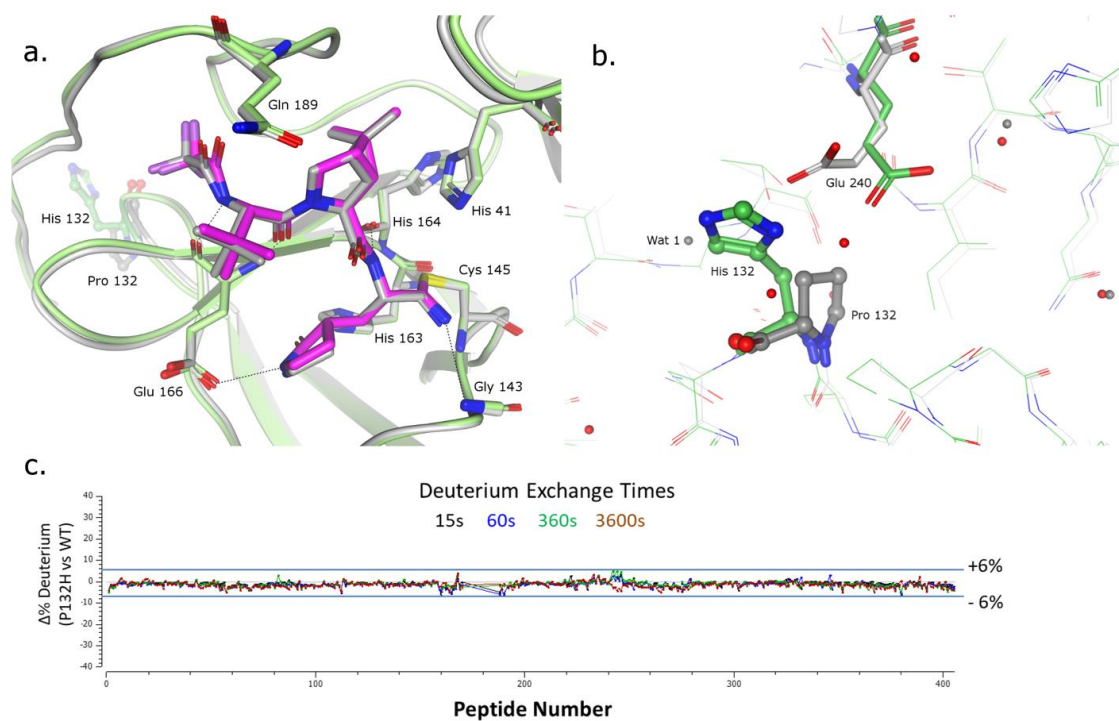 a.
Gln 189
His 132
Pro 132
His 164
His 41
Cys 145
His 163
Glu 166
Gly 143
b.
Glu 240
Wat 1
His 132
Pro 132
c.
Deuterium Exchange Times
15s 60s 360s 3600s
Δ% Deuterium
(P132H vs WT)
40
30
20
10
0
-10
-20
-30
-40
+6%
- 6%
0 100 200 300 400
Peptide Number